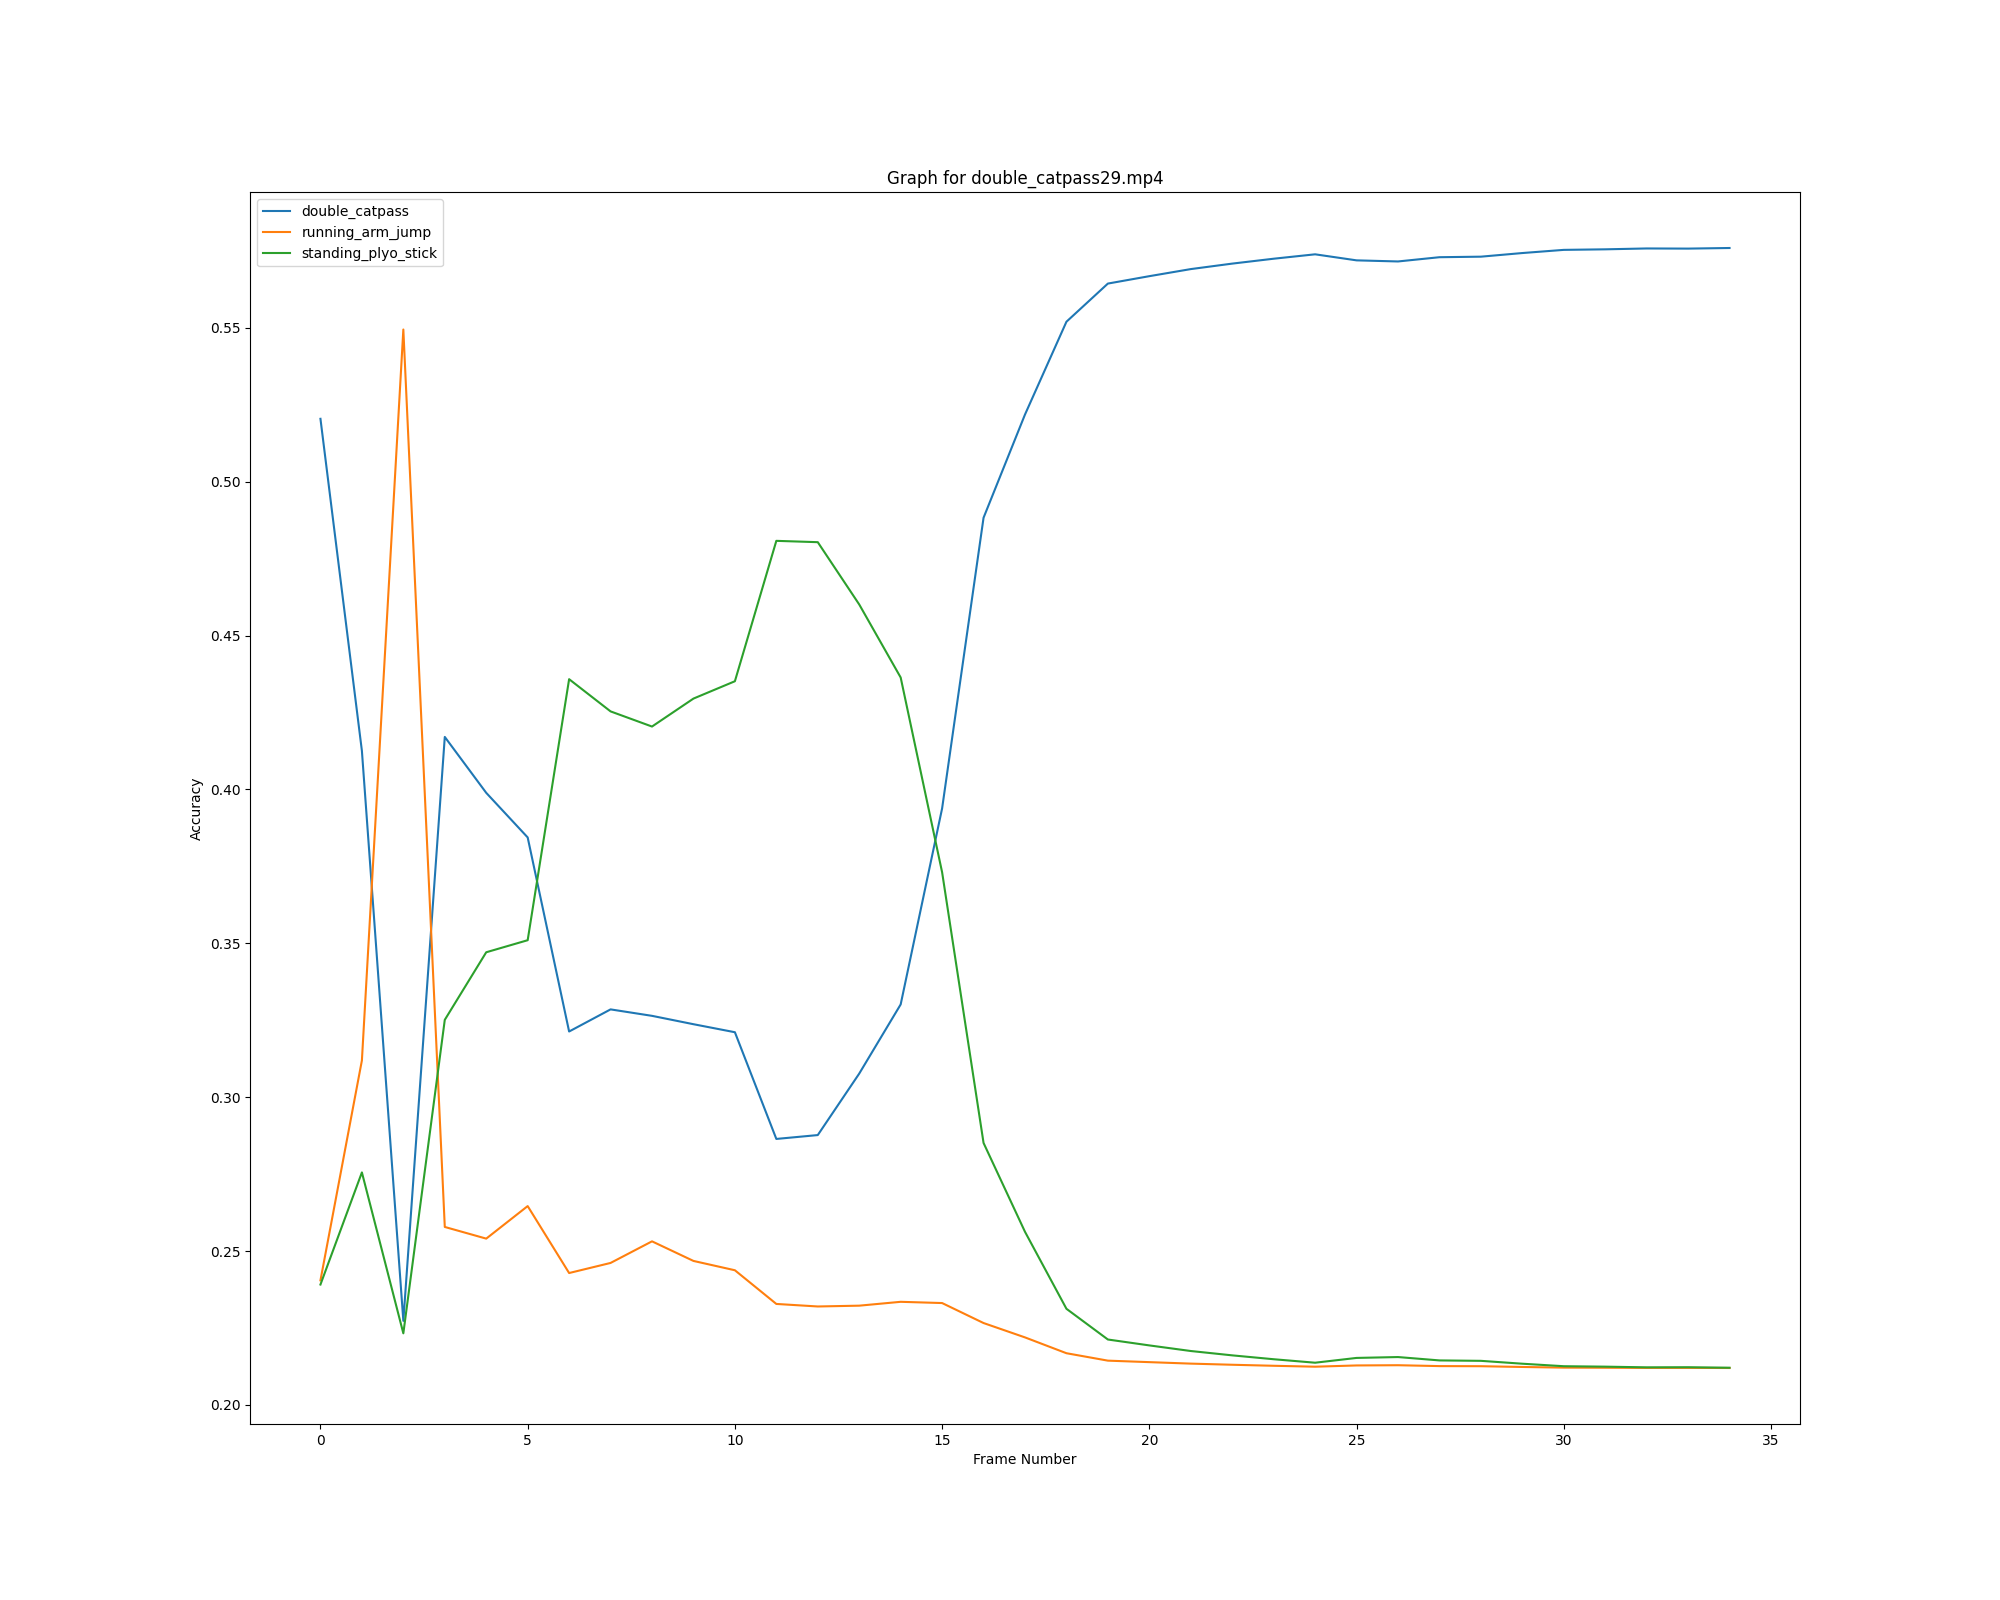 Graph for double_catpass29.mp4
double_catpass
running_arm_jump
standing_plyo_stick
0.55
0.50
0.45
0.40
0.35
0.30
0.25
0.20
Accuracy
0 5 10 15 20 25 30 35
Frame Number